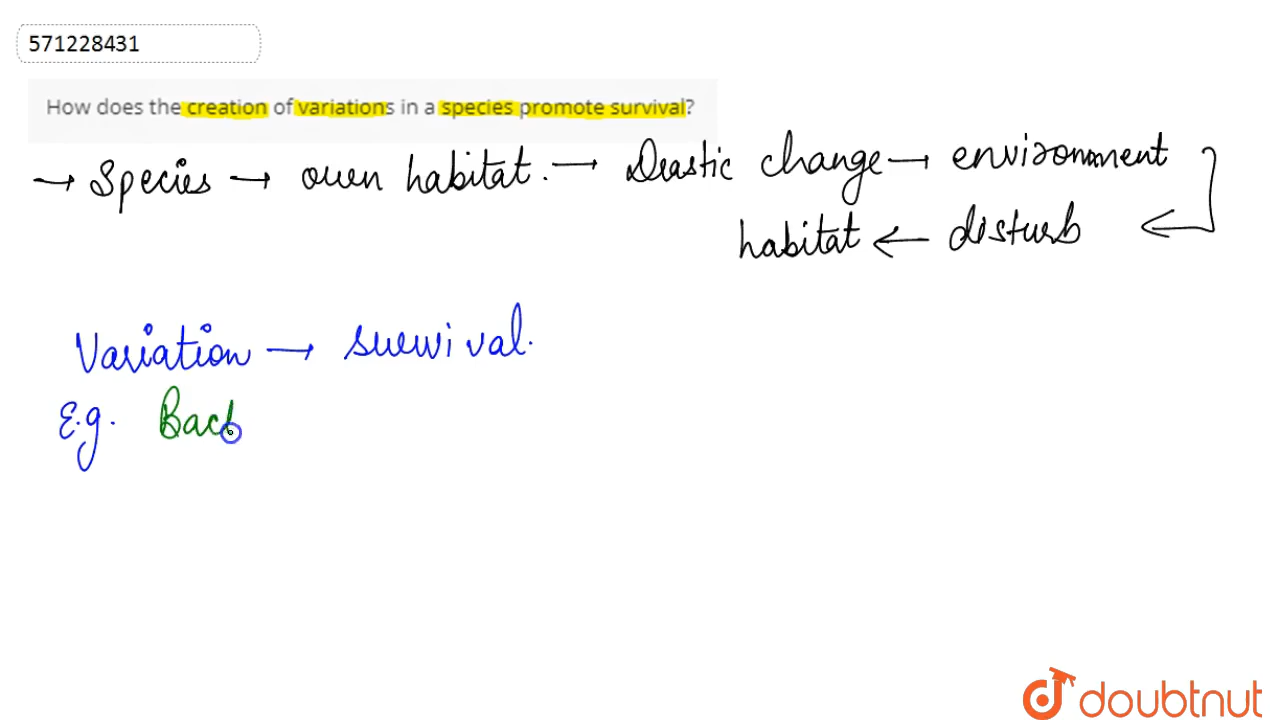 571228431
How does the creation of variations in a species promote survival?
→ Species → own habitat. → Drastic change → environment
habitat ← disturb ←
Variation → survival.
E.g. Bact
doubtnut